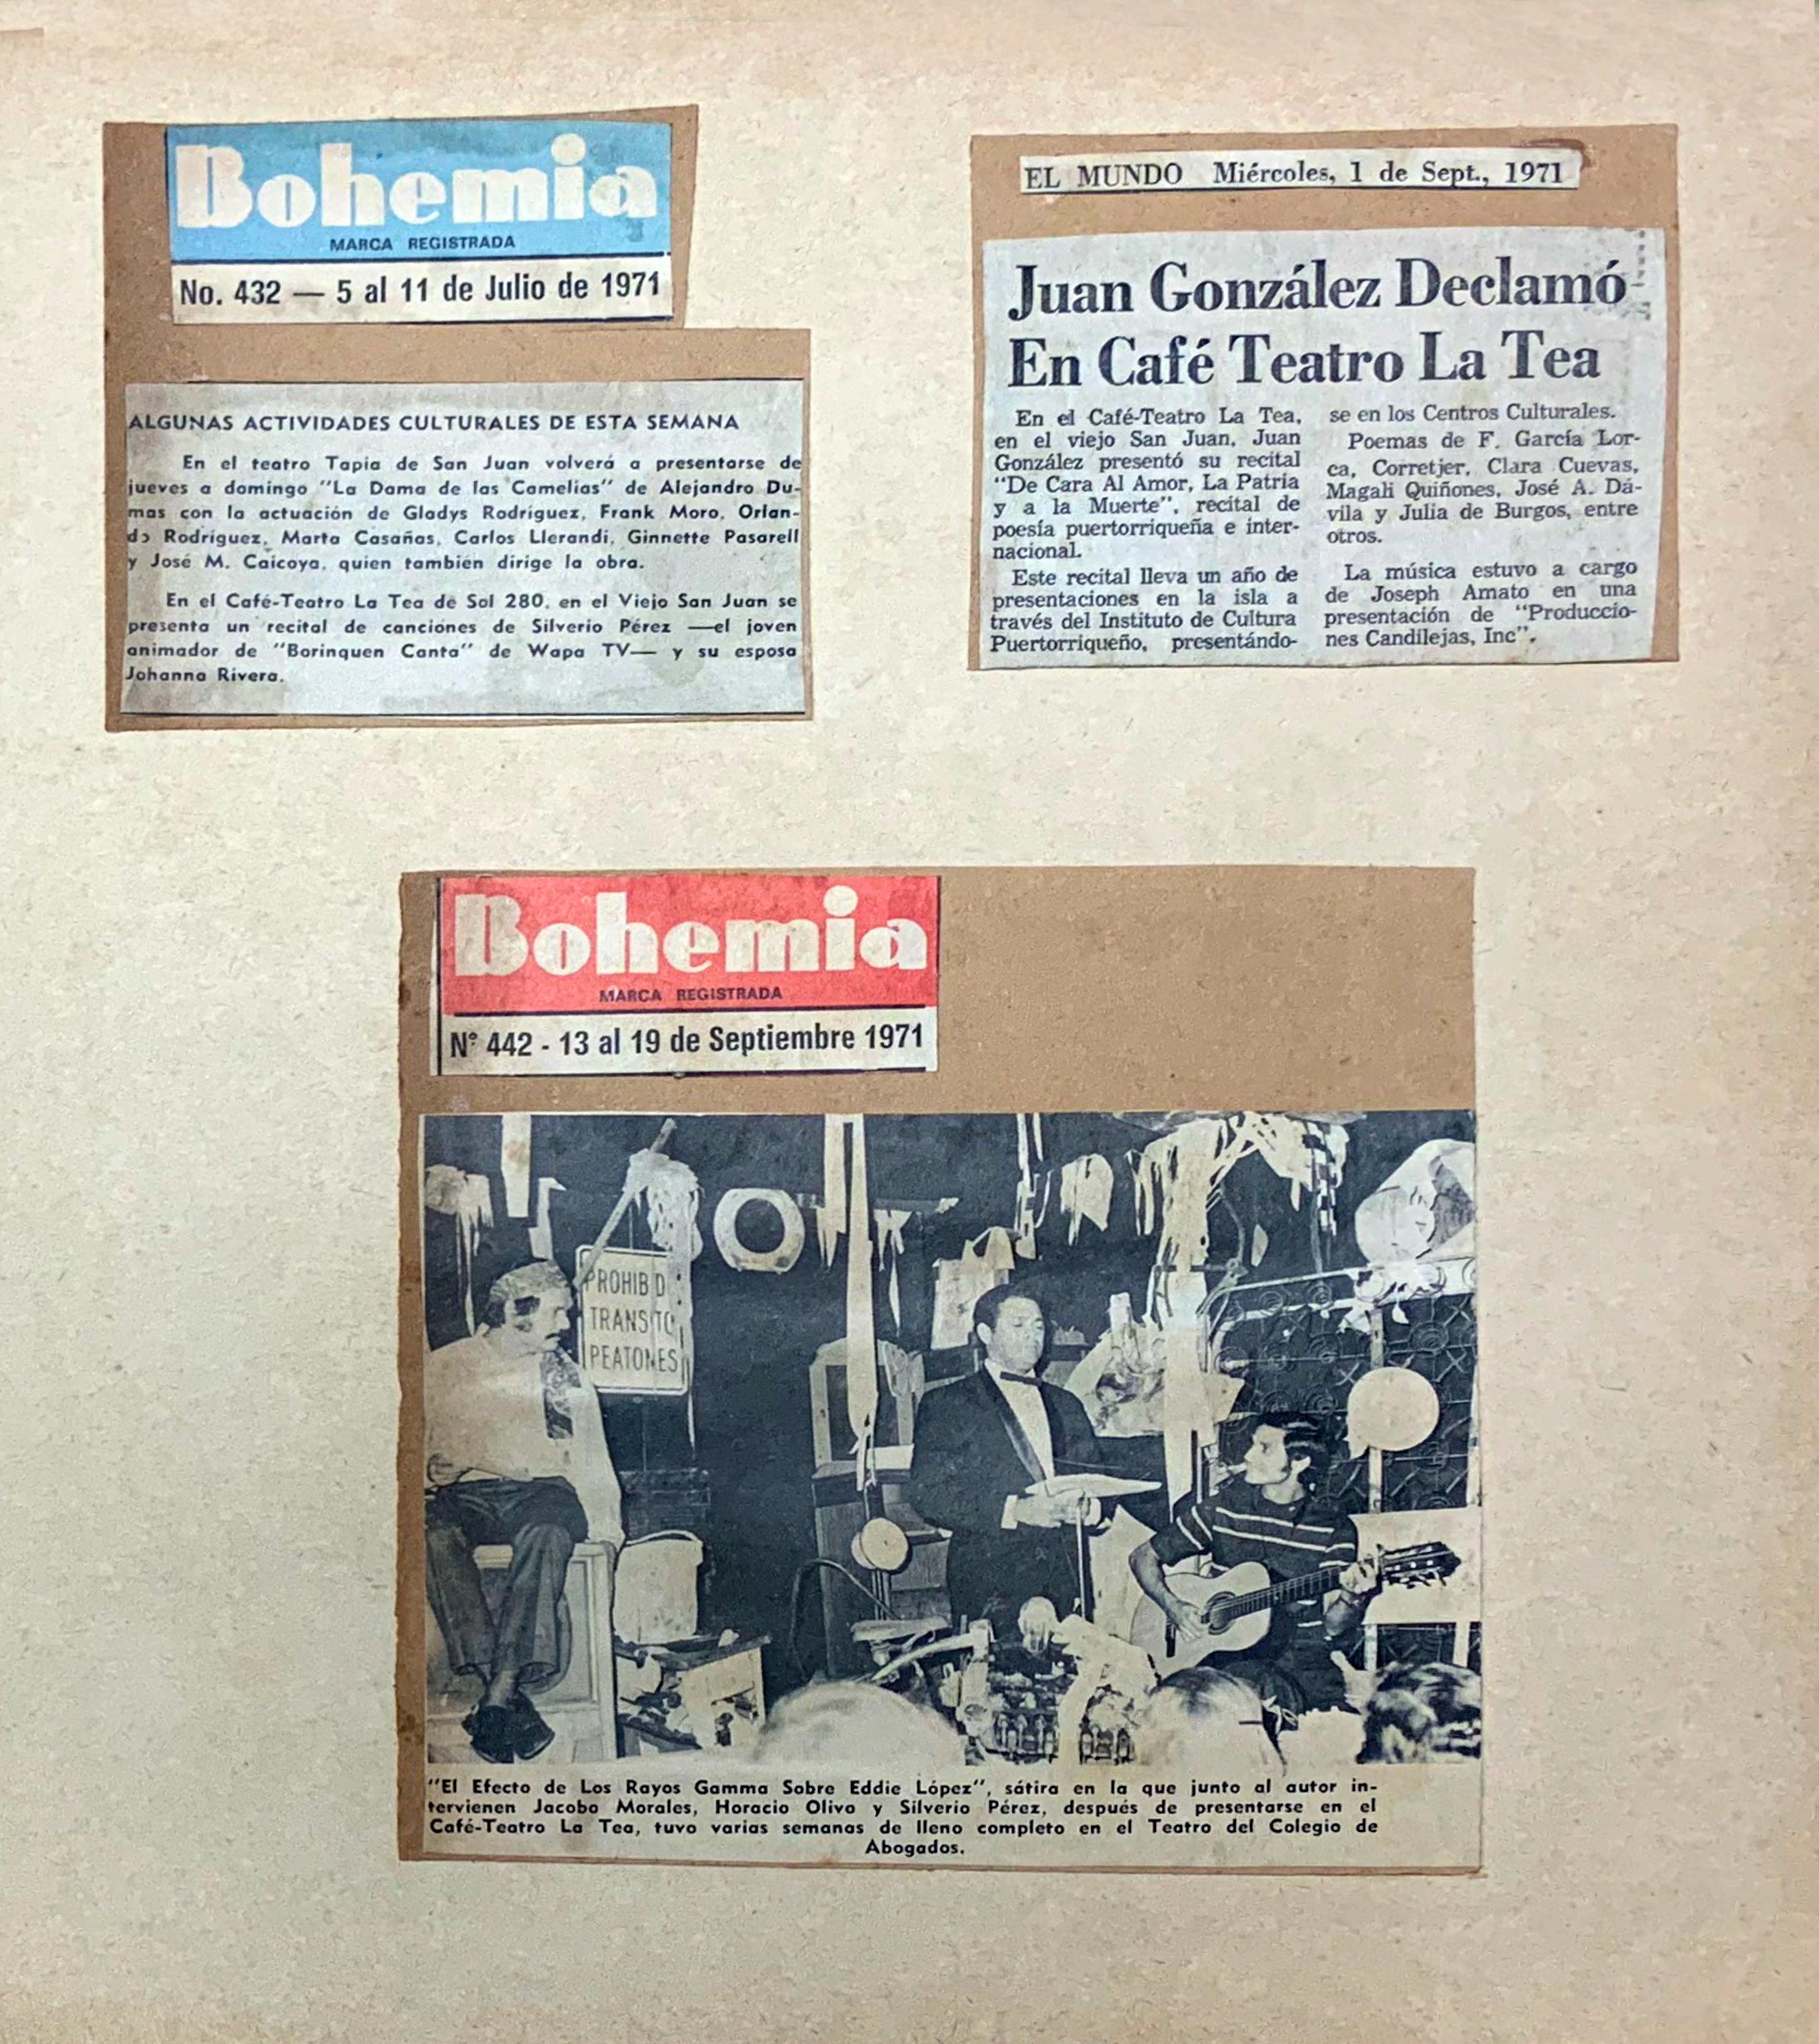 Bohemia
MARCA REGISTRADA
No. 432 — 5 al 11 de Julio de 1971
ALGUNAS ACTIVIDADES CULTURALES DE ESTA SEMANA
En el teatro Tapia de San Juan volverá a presentarse de
jueves a domingo "La Dama de las Camelias" de Alejandro Du-
mas con la actuación de Gladys Rodríguez, Frank Moro, Orlan-
do Rodríguez, Marta Casañas, Carlos Llerandi, Ginnette Pasarell
y José M. Caicoya, quien también dirige la obra.
En el Café-Teatro La Tea de Sol 280, en el Viejo San Juan se
presenta un recital de canciones de Silverio Pérez —el joven
animador de "Borinquen Canta" de Wapa TV— y su esposa
Johanna Rivera.
EL MUNDO Miércoles, 1 de Sept., 1971
Juan González Declamó
En Café Teatro La Tea
En el Café-Teatro La Tea,
en el viejo San Juan, Juan
González presentó su recital
"De Cara Al Amor, La Patria
y a la Muerte", recital de
poesía puertorriqueña e inter-
nacional.
Este recital lleva un año de
presentaciones en la isla a
través del Instituto de Cultura
Puertorriqueño, presentándo-
se en los Centros Culturales.
Poemas de F. García Lor-
ca, Corretjer, Clara Cuevas,
Magali Quiñones, José A. Dá-
vila y Julia de Burgos, entre
otros.
La música estuvo a cargo
de Joseph Amato en una
presentación de "Produccio-
nes Candilejas, Inc".
Bohemia
MARCA REGISTRADA
N° 442 - 13 al 19 de Septiembre 1971
PROHIBID
TRANSITO
PEATONES
"El Efecto de Los Rayos Gamma Sobre Eddie López", sátira en la que junto al autor in-
tervienen Jacobo Morales, Horacio Olivo y Silverio Pérez, después de presentarse en el
Café-Teatro La Tea, tuvo varias semanas de lleno completo en el Teatro del Colegio de
Abogados.